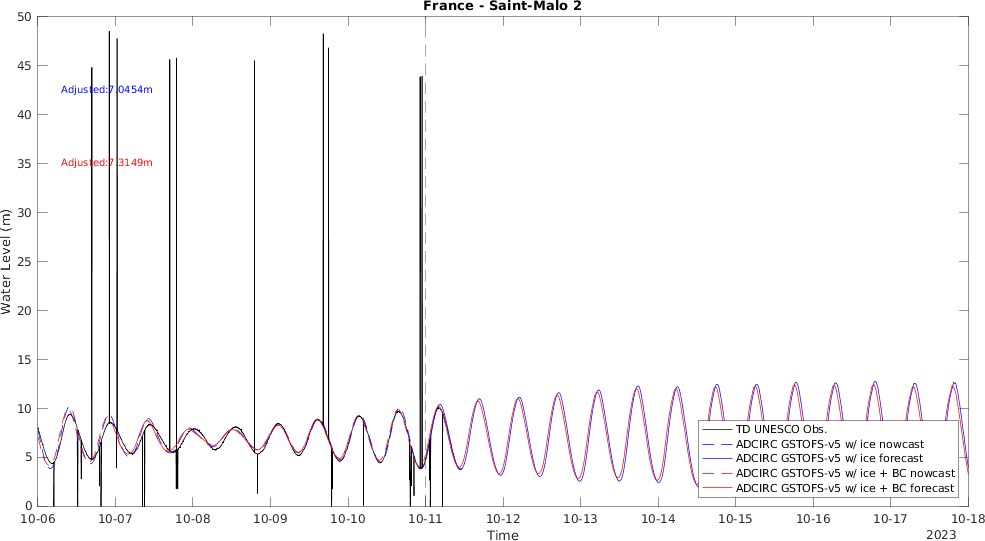 France - Saint-Malo 2
50
45
40
35
30
25
20
15
10
5
0
Water Level (m)
Adjusted:7.0454m
Adjusted:7.3149m
TD UNESCO Obs.
ADCIRC GSTOFS-v5 w/ ice nowcast
ADCIRC GSTOFS-v5 w/ ice forecast
ADCIRC GSTOFS-v5 w/ ice + BC nowcast
ADCIRC GSTOFS-v5 w/ ice + BC forecast
10-06 10-07 10-08 10-09 10-10 10-11 10-12 10-13 10-14 10-15 10-16 10-17 10-18
Time
2023